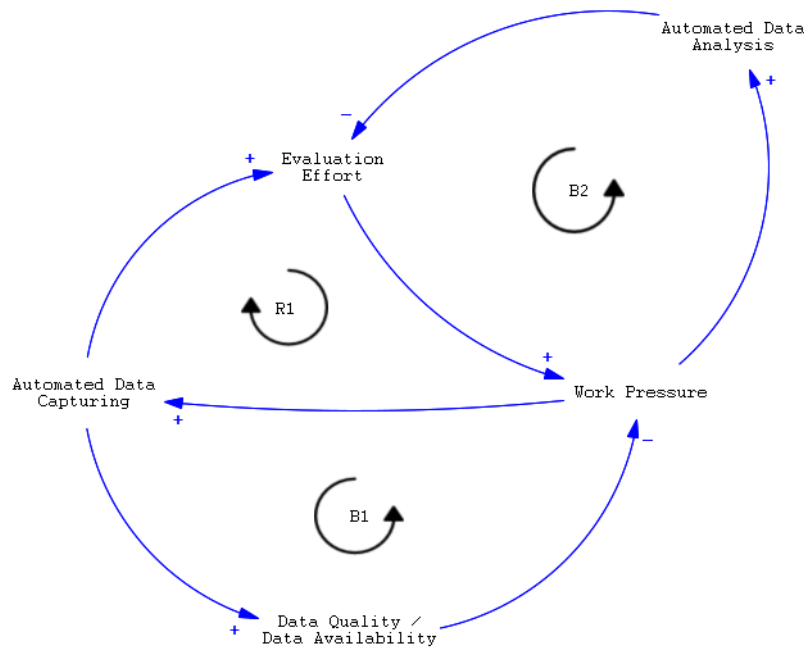 Automated Data
Analysis
+
−
+
Evaluation
Effort
B2
R1
+
Automated Data
Capturing
Work Pressure
+
−
B1
+
Data Quality /
Data Availability